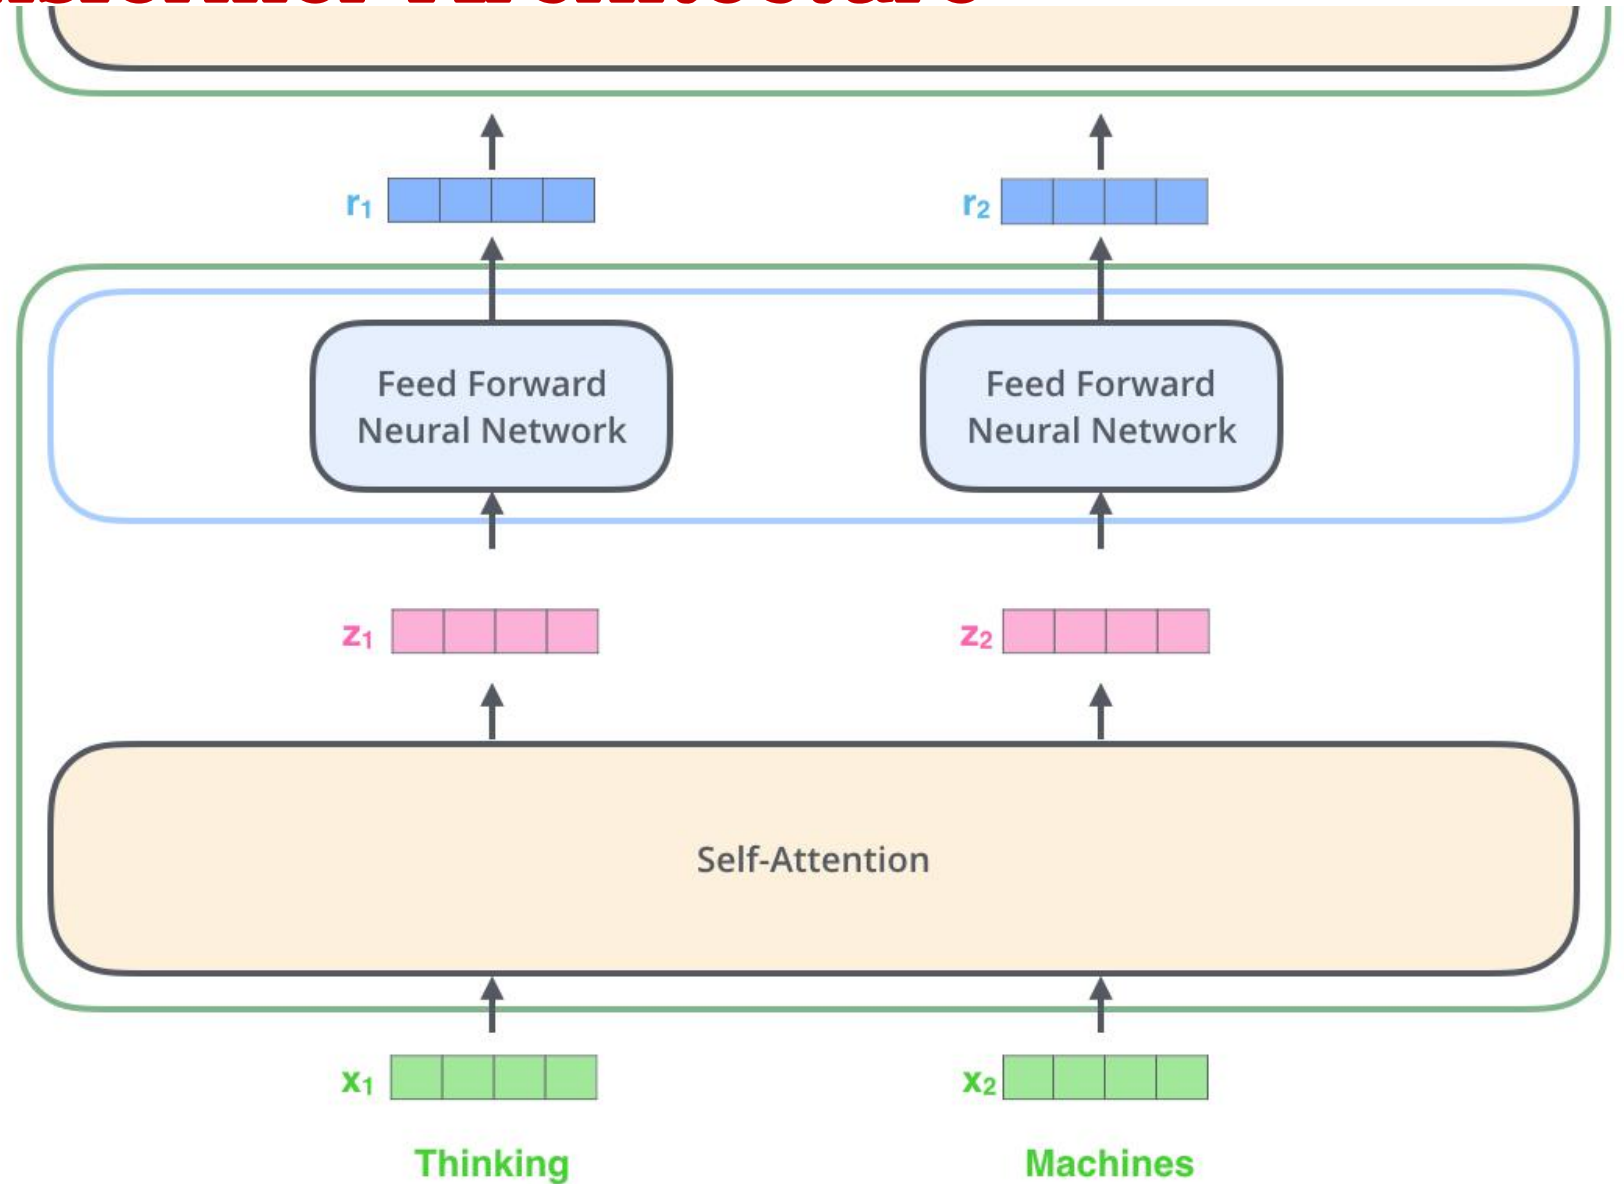 r₁
r₂
Feed Forward
Neural Network
Feed Forward
Neural Network
z₁
z₂
Self-Attention
x₁
x₂
Thinking
Machines